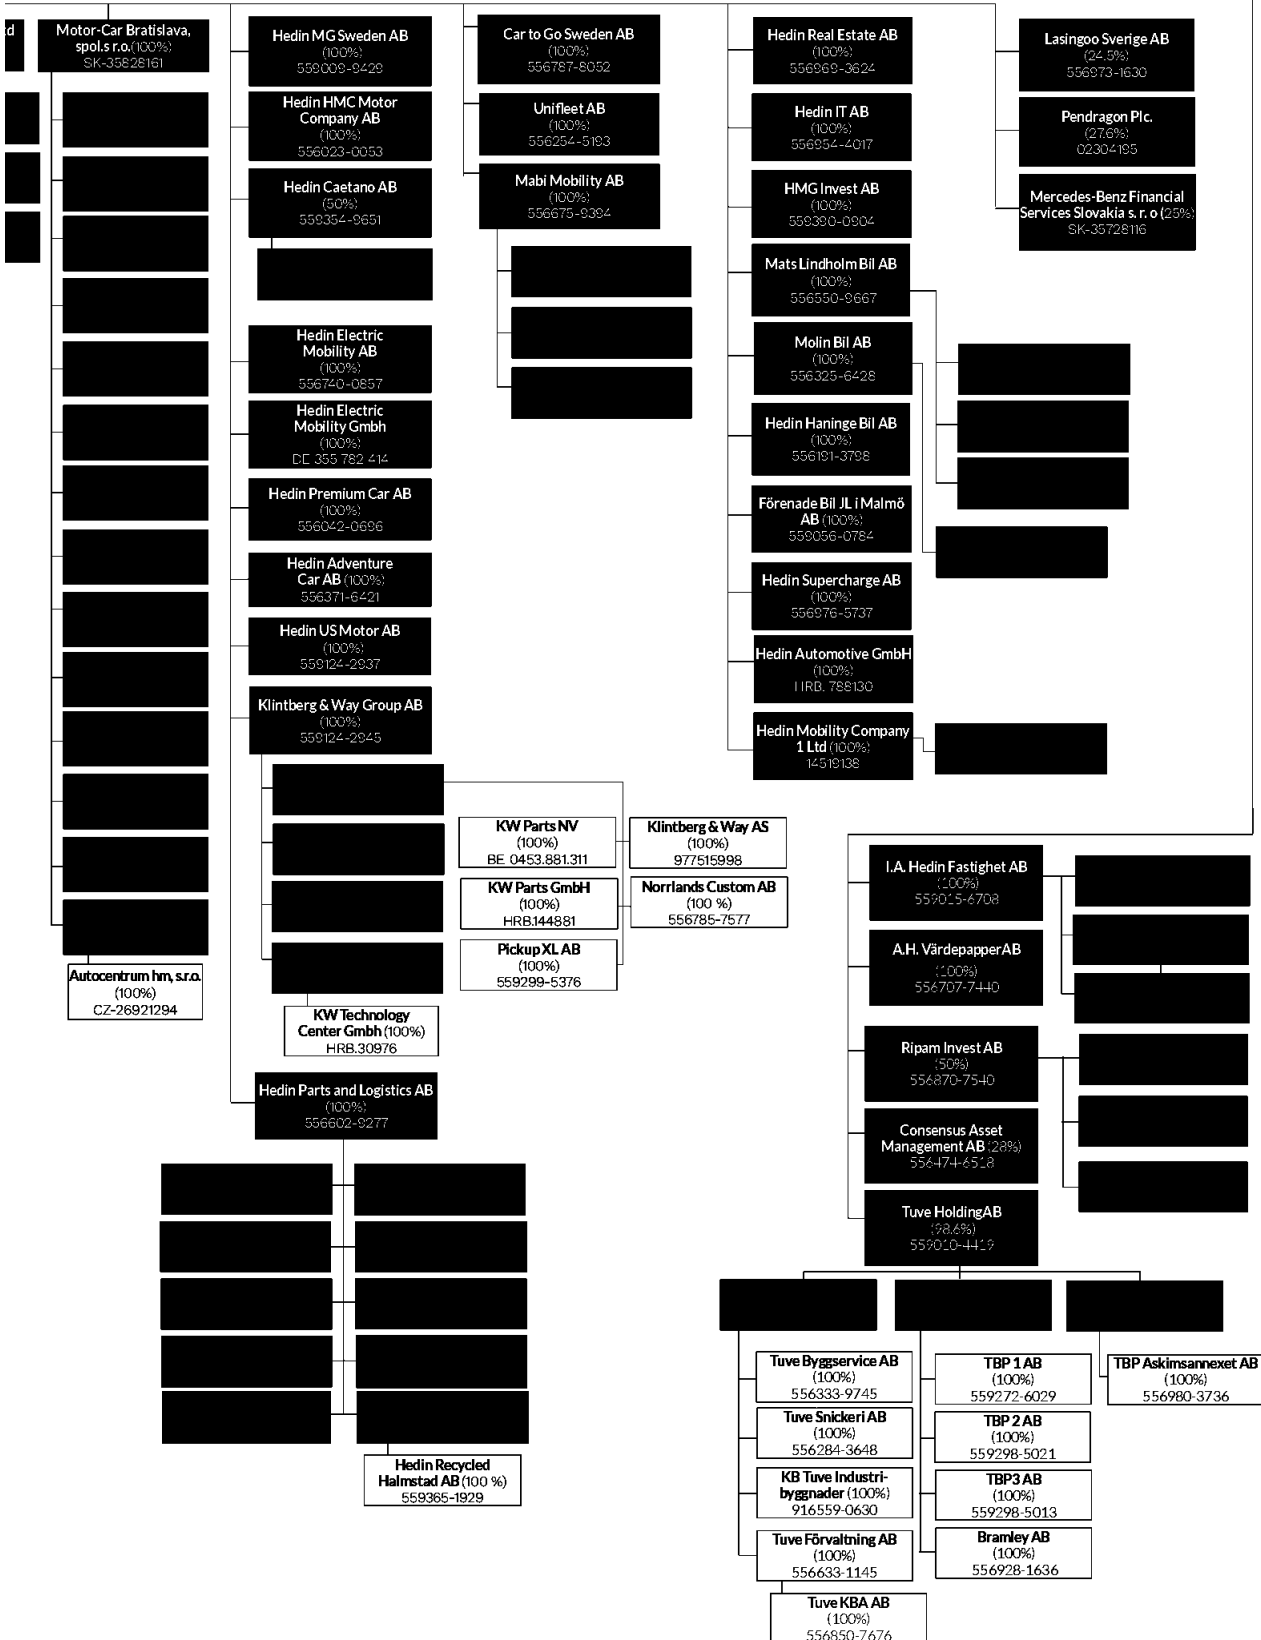 Motor-Car Bratislava,
spol.s r.o.(100%)
SK-35828161
Autocentrum hm, s.r.o.
(100%)
CZ-26921294
Hedin MG Sweden AB
(100%)
559009-9429
Hedin HMC Motor
Company AB
(100%)
556023-0053
Hedin Caetano AB
(50%)
559354-9651
Hedin Electric
Mobility AB
(100%)
556740-0857
Hedin Electric
Mobility Gmbh
(100%)
DE 355 782 414
Hedin Premium Car AB
(100%)
556042-0696
Hedin Adventure
Car AB (100%)
556371-6421
Hedin US Motor AB
(100%)
559124-2937
Klintberg & Way Group AB
(100%)
559124-2945
KW Technology
Center Gmbh (100%)
HRB.30976
KW Parts NV
(100%)
BE 0453.881.311
Klintberg & Way AS
(100%)
977515998
KW Parts GmbH
(100%)
HRB.144881
Norrlands Custom AB
(100 %)
556785-7577
Pickup XL AB
(100%)
559299-5376
Hedin Parts and Logistics AB
(100%)
556602-9277
Hedin Recycled
Halmstad AB (100 %)
559365-1929
Car to Go Sweden AB
(100%)
556787-8052
Unifleet AB
(100%)
556254-5193
Mabi Mobility AB
(100%)
556675-9394
Hedin Real Estate AB
(100%)
556969-3624
Hedin IT AB
(100%)
556954-4017
HMG Invest AB
(100%)
559390-0904
Mats Lindholm Bil AB
(100%)
556550-9667
Molin Bil AB
(100%)
556325-6428
Hedin Haninge Bil AB
(100%)
556191-3798
Förenade Bil JL i Malmö
AB (100%)
559056-0784
Hedin Supercharge AB
(100%)
556976-5737
Hedin Automotive GmbH
(100%)
HRB. 788130
Hedin Mobility Company
1 Ltd (100%)
14519138
Lasingoo Sverige AB
(24.5%)
556973-1630
Pendragon Plc.
(27.6%)
02304195
Mercedes-Benz Financial
Services Slovakia s. r. o (25%)
SK-35728116
I.A. Hedin Fastighet AB
(100%)
559015-6708
A.H. Värdepapper AB
(100%)
556707-7440
Ripam Invest AB
(50%)
556870-7540
Consensus Asset
Management AB (28%)
556474-6518
Tuve Holding AB
(98.6%)
559010-4419
Tuve Byggservice AB
(100%)
556333-9745
Tuve Snickeri AB
(100%)
556284-3648
KB Tuve Industri-
byggnader (100%)
916559-0630
Tuve Förvaltning AB
(100%)
556633-1145
Tuve KBA AB
(100%)
556850-7676
TBP 1 AB
(100%)
559272-6029
TBP 2 AB
(100%)
559298-5021
TBP3 AB
(100%)
559298-5013
Bramley AB
(100%)
556928-1636
TBP Askimsannexet AB
(100%)
556980-3736